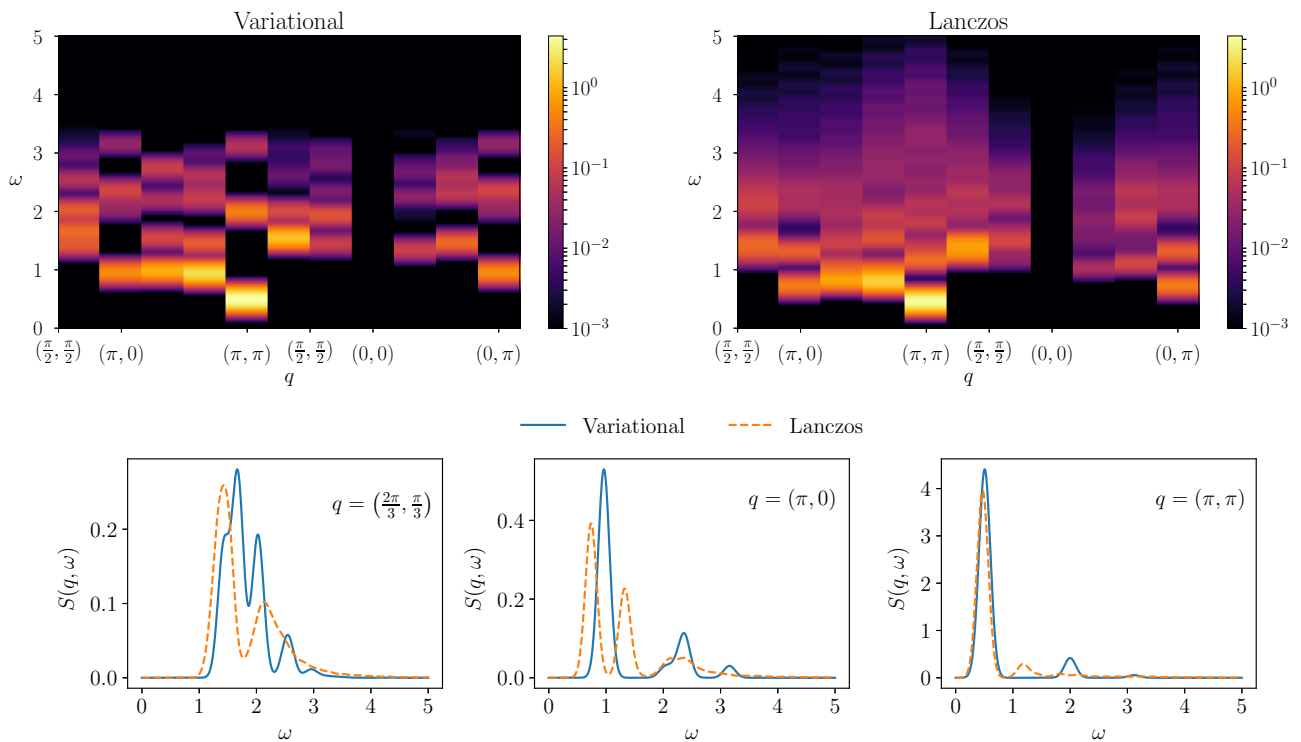 Variational
Lanczos
5
4
3
2
1
0
ω
(π/2, π/2)
(π, 0)
(π, π)
(π/2, π/2)
(0, 0)
(0, π)
q
10^0
10^−1
10^−2
10^−3
5
4
3
2
1
0
ω
(π/2, π/2)
(π, 0)
(π, π)
(π/2, π/2)
(0, 0)
(0, π)
q
10^0
10^−1
10^−2
10^−3
Variational
Lanczos
q = (2π/3, π/3)
S(q, ω)
0.2
0.1
0.0
0 1 2 3 4 5
ω
q = (π, 0)
S(q, ω)
0.4
0.2
0.0
0 1 2 3 4 5
ω
q = (π, π)
S(q, ω)
4
3
2
1
0
0 1 2 3 4 5
ω